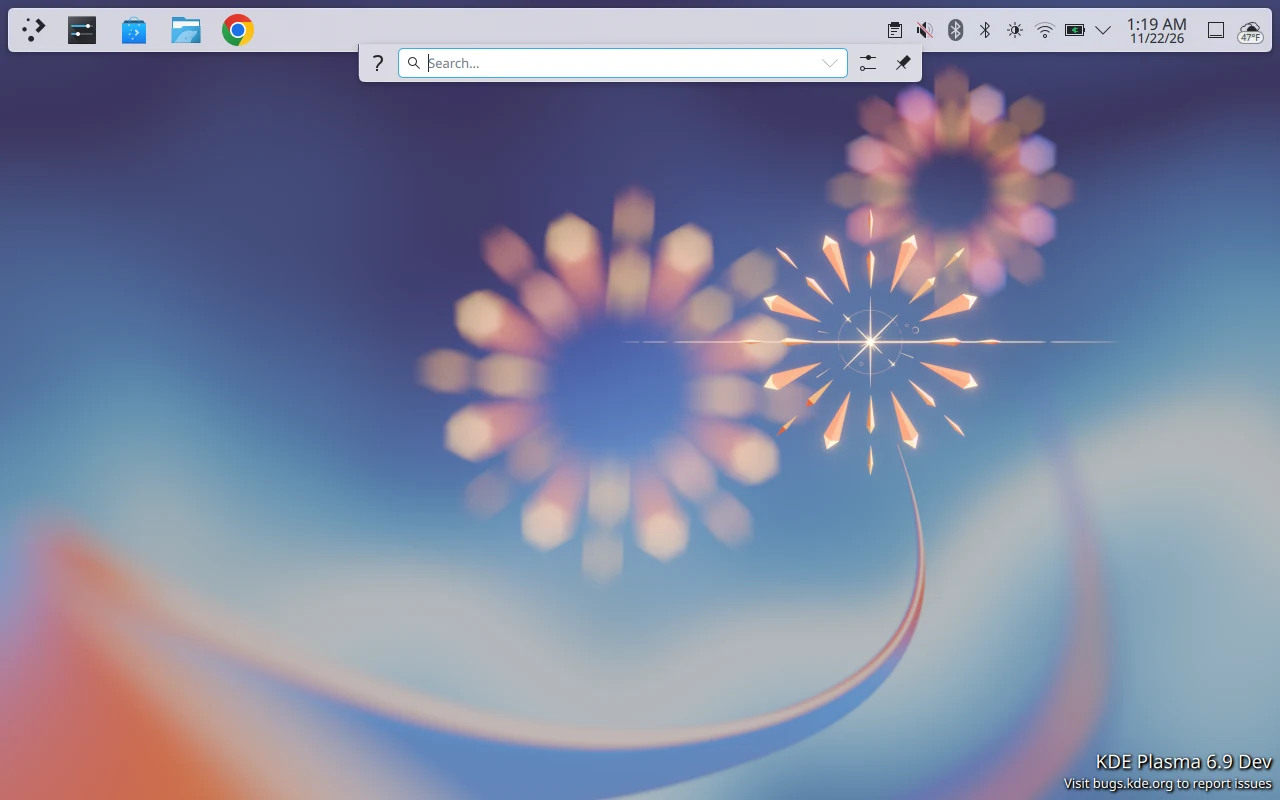 1:19 AM
11/22/26
47°F
?
Search...
KDE Plasma 6.9 Dev
Visit bugs.kde.org to report issues